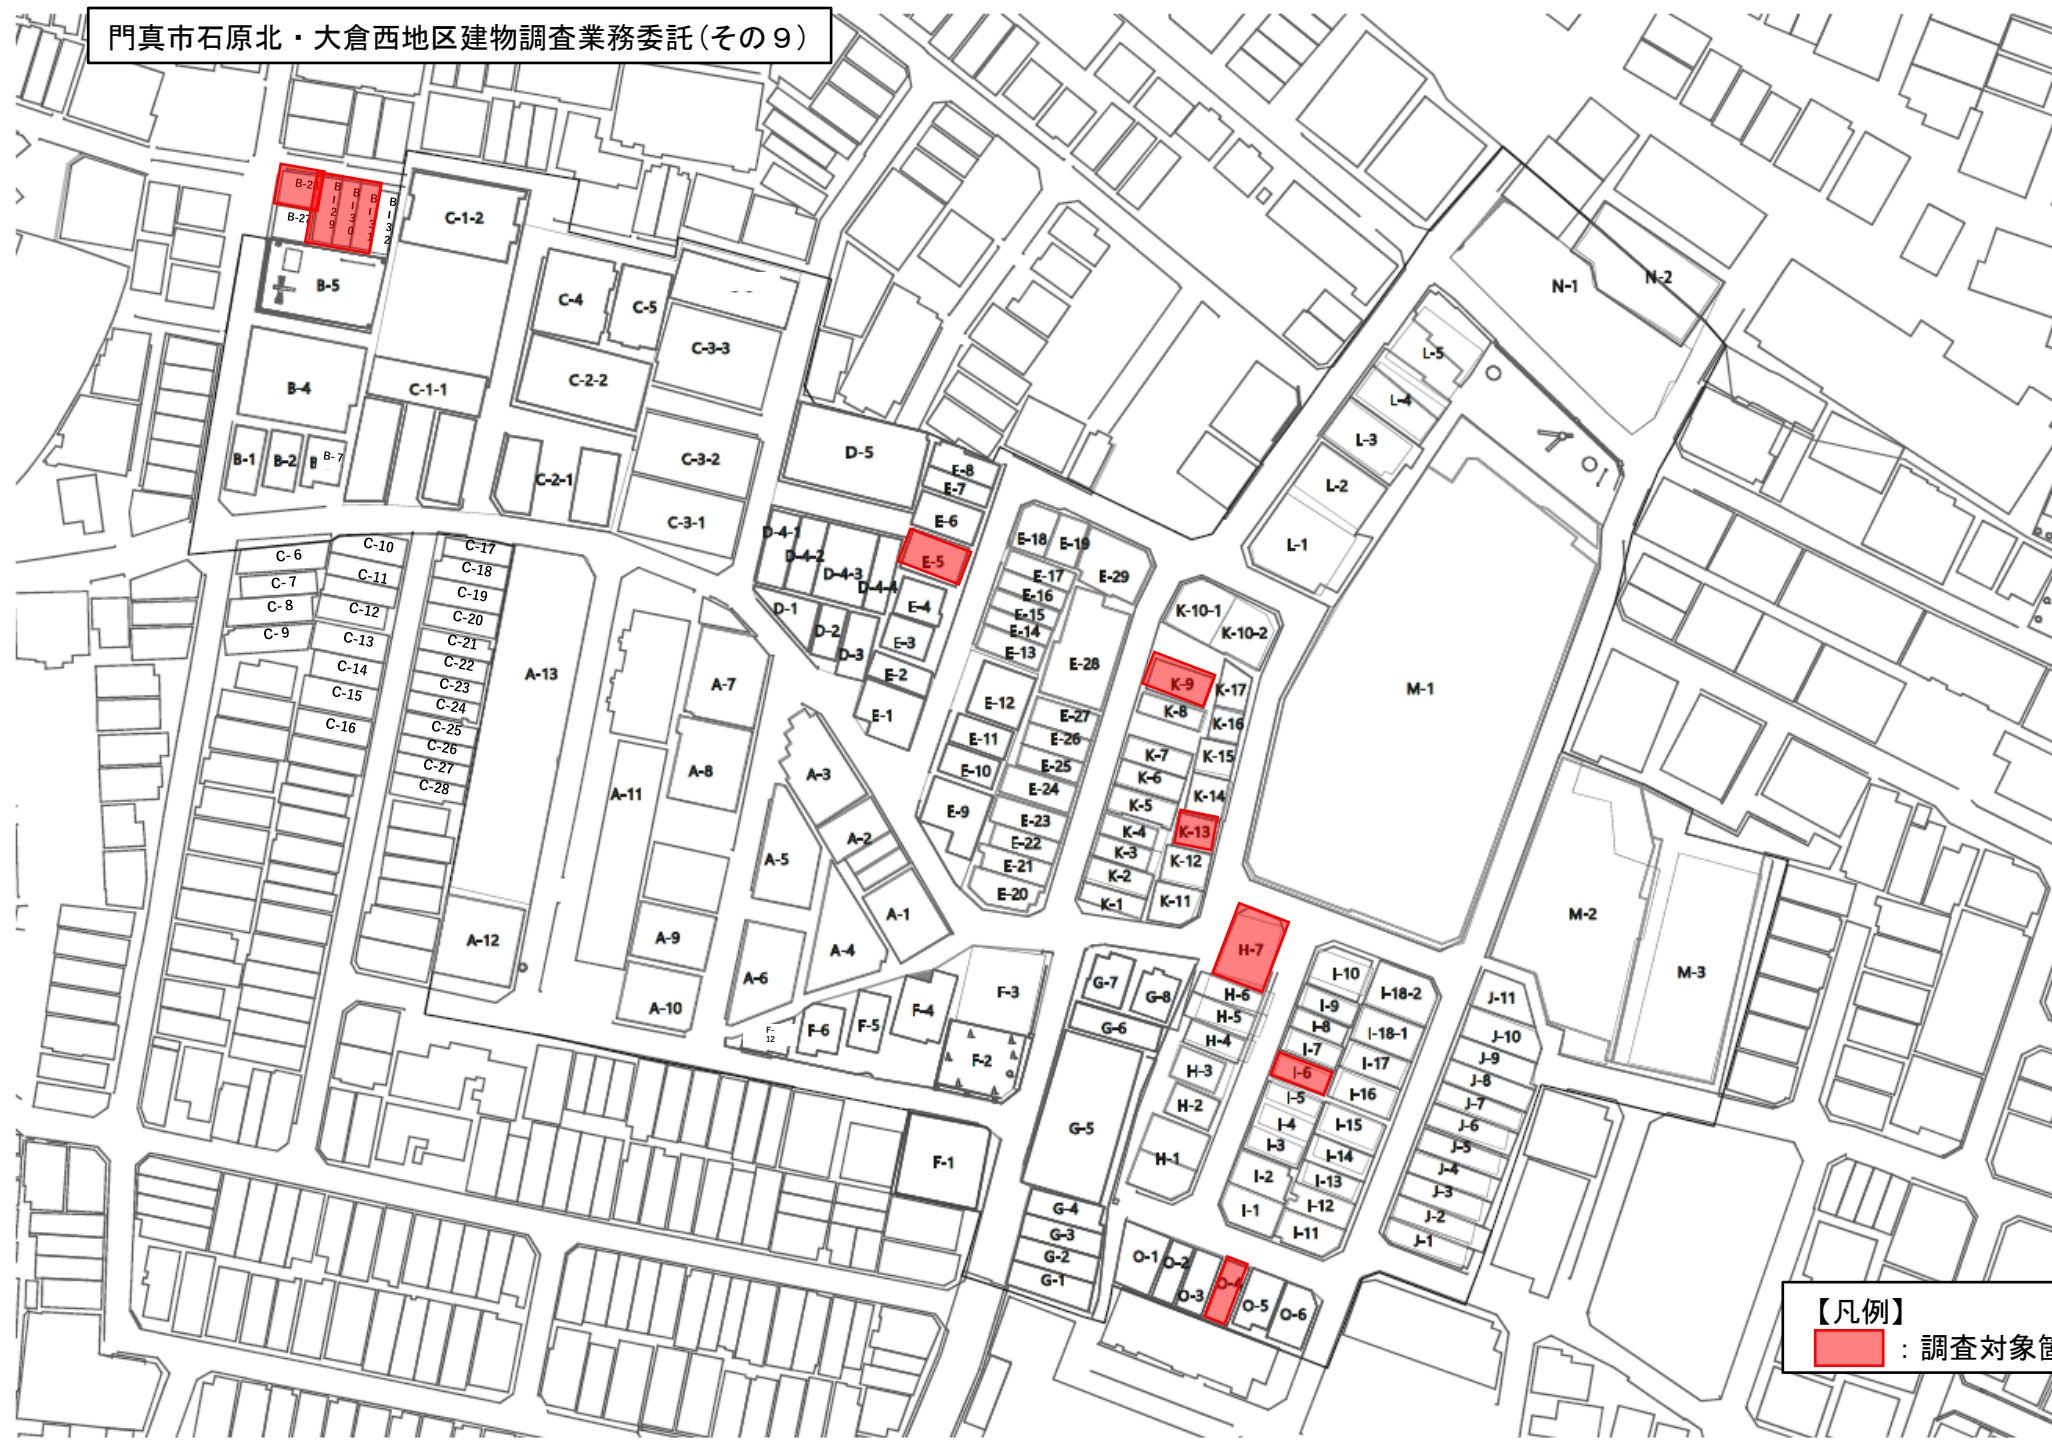 門真市石原北・大倉西地区建物調査業務委託(その9)
B-28
B-27
B-29
B-30
B-31
B-32
B-5
B-4
B-1
B-2
B-7
C-1-2
C-1-1
C-4
C-5
C-3-3
C-2-2
C-2-1
C-3-2
C-3-1
C-6
C-7
C-8
C-9
C-10
C-11
C-12
C-13
C-14
C-15
C-16
C-17
C-18
C-19
C-20
C-21
C-22
C-23
C-24
C-25
C-26
C-27
C-28
D-5
D-4-1
D-4-2
D-4-3
D-4-4
D-1
D-2
D-3
E-8
E-7
E-6
E-5
E-4
E-3
E-2
E-1
E-18
E-19
E-29
E-17
E-16
E-15
E-14
E-13
E-28
E-12
E-27
E-11
E-26
E-25
E-10
E-24
E-9
E-23
E-22
E-21
E-20
A-13
A-7
A-8
A-11
A-3
A-2
A-5
A-1
A-12
A-9
A-4
A-6
A-10
F-12
F-6
F-5
F-4
F-3
F-2
F-1
G-7
G-8
G-6
G-5
G-4
G-3
G-2
G-1
K-10-1
K-10-2
K-9
K-17
K-8
K-16
K-7
K-15
K-6
K-14
K-5
K-4
K-13
K-3
K-12
K-2
K-1
K-11
H-7
H-6
H-5
H-4
H-3
H-2
H-1
I-10
I-18-2
I-9
I-8
I-18-1
I-7
I-17
I-6
I-16
I-5
I-4
I-15
I-3
I-14
I-2
I-13
I-12
I-1
I-11
J-11
J-10
J-9
J-8
J-7
J-6
J-5
J-4
J-3
J-2
J-1
L-5
L-4
L-3
L-2
L-1
N-1
N-2
M-1
M-2
M-3
O-1
O-2
O-3
O-4
O-5
O-6
【凡例】
：調査対象箇